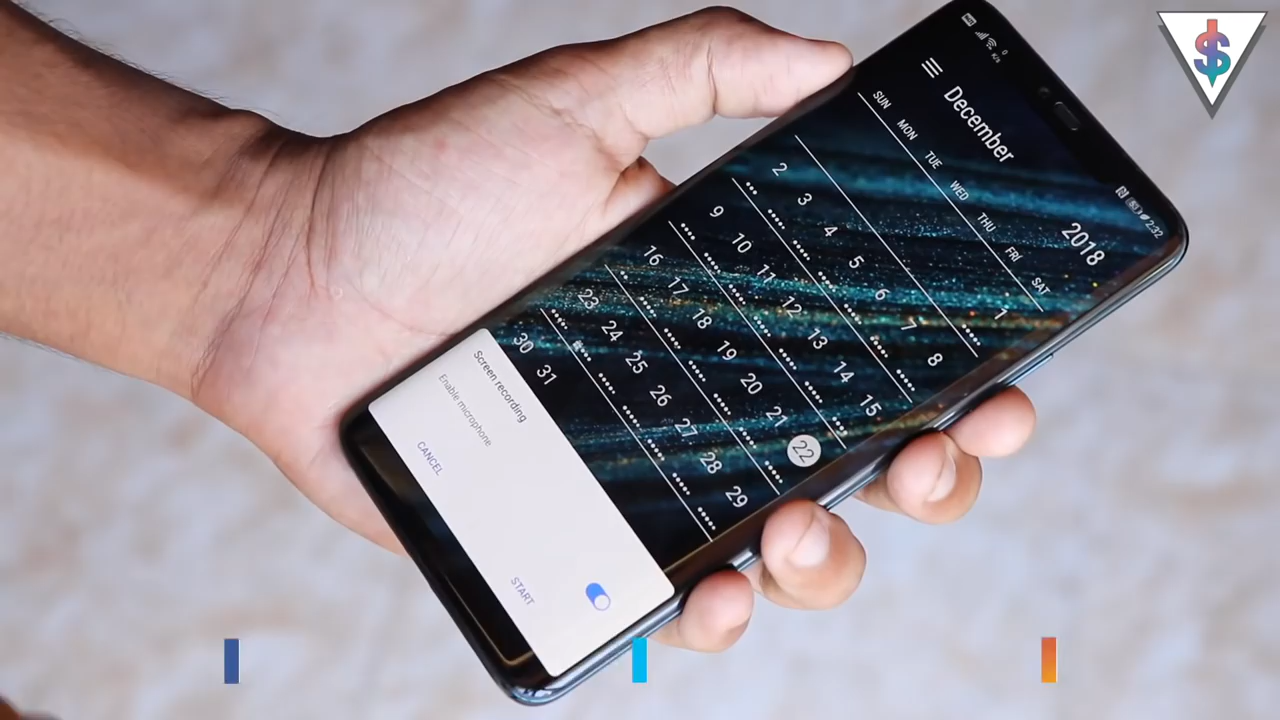 2:32
December
2018
SUN MON TUE WED THU FRI SAT
1
2 3 4 5 6 7 8
9 10 11 12 13 14 15
16 17 18 19 20 21 22
23 24 25 26 27 28 29
30 31
Screen recording
Enable microphone
CANCEL START
$